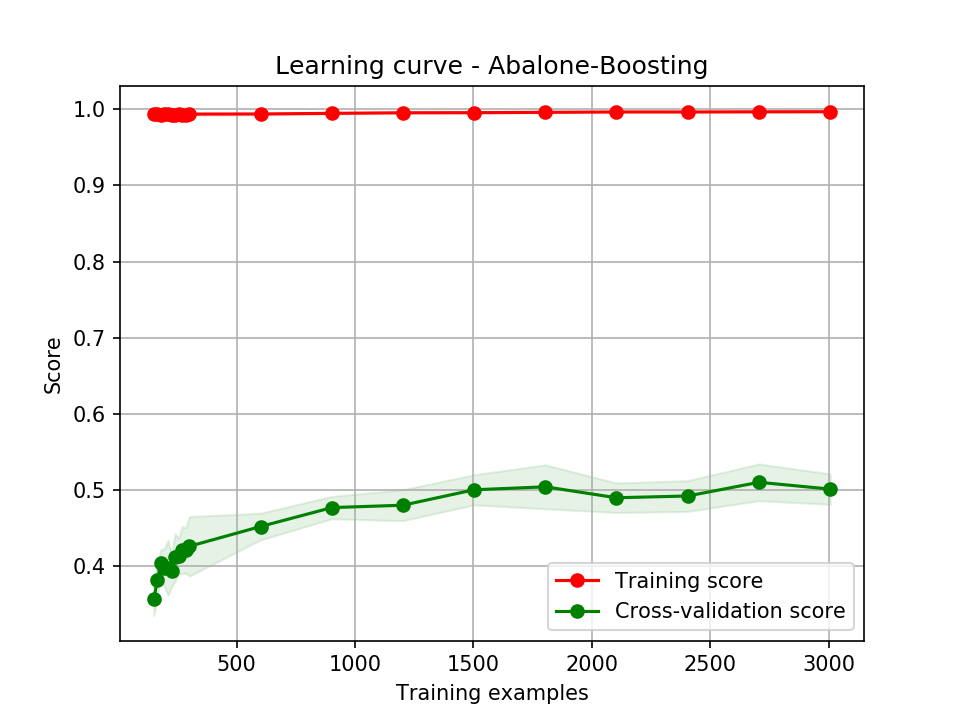 Learning curve - Abalone-Boosting
Score
1.0
0.9
0.8
0.7
0.6
0.5
0.4
Training score
Cross-validation score
500 1000 1500 2000 2500 3000
Training examples